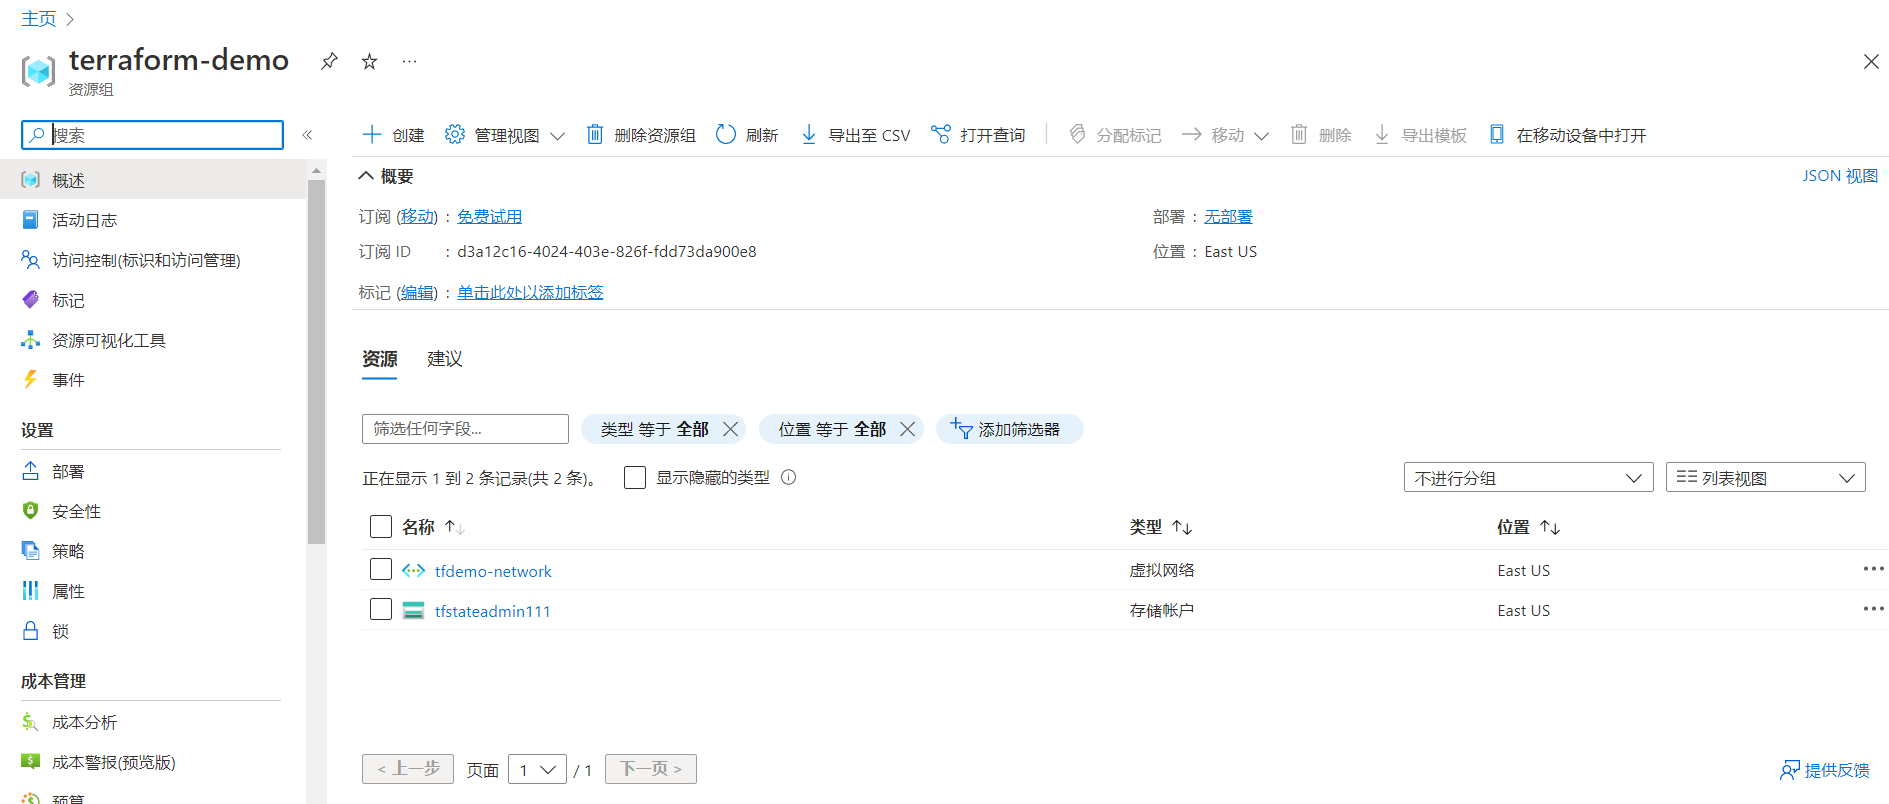 主页
terraform-demo
资源组
搜索
概述
活动日志
访问控制(标识和访问管理)
标记
资源可视化工具
事件
设置
部署
安全性
策略
属性
锁
成本管理
成本分析
成本警报(预览版)
预算
创建 管理视图 删除资源组 刷新 导出至 CSV 打开查询 分配标记 移动 删除 导出模板 在移动设备中打开
概要 JSON 视图
订阅 (移动) : 免费试用 部署 : 无部署
订阅 ID : d3a12c16-4024-403e-826f-fdd73da900e8 位置 : East US
标记 (编辑) : 单击此处以添加标签
资源 建议
筛选任何字段... 类型 等于 全部 位置 等于 全部 添加筛选器
正在显示 1 到 2 条记录(共 2 条)。 显示隐藏的类型 不进行分组 列表视图
名称 类型 位置
tfdemo-network 虚拟网络 East US
tfstateadmin111 存储帐户 East US
< 上一步 页面 1 / 1 下一页 > 提供反馈